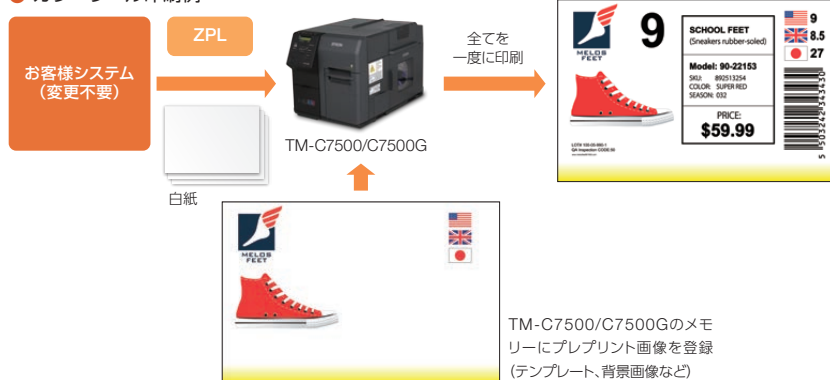 ZPL
お客様システム
（変更不要）
全てを
一度に印刷
TM-C7500/C7500G
白紙
MELOS
FEET
9
SCHOOL FEET
(Sneakers rubber-soled)
Model: 90-22153
SKU: 892513254
COLOR: SUPER RED
SEASON: 032
PRICE:
$59.99
9
8.5
27
5 503242 343430
MELOS
FEET
TM-C7500/C7500Gのメモ
リーにプレプリント画像を登録
（テンプレート、背景画像など）